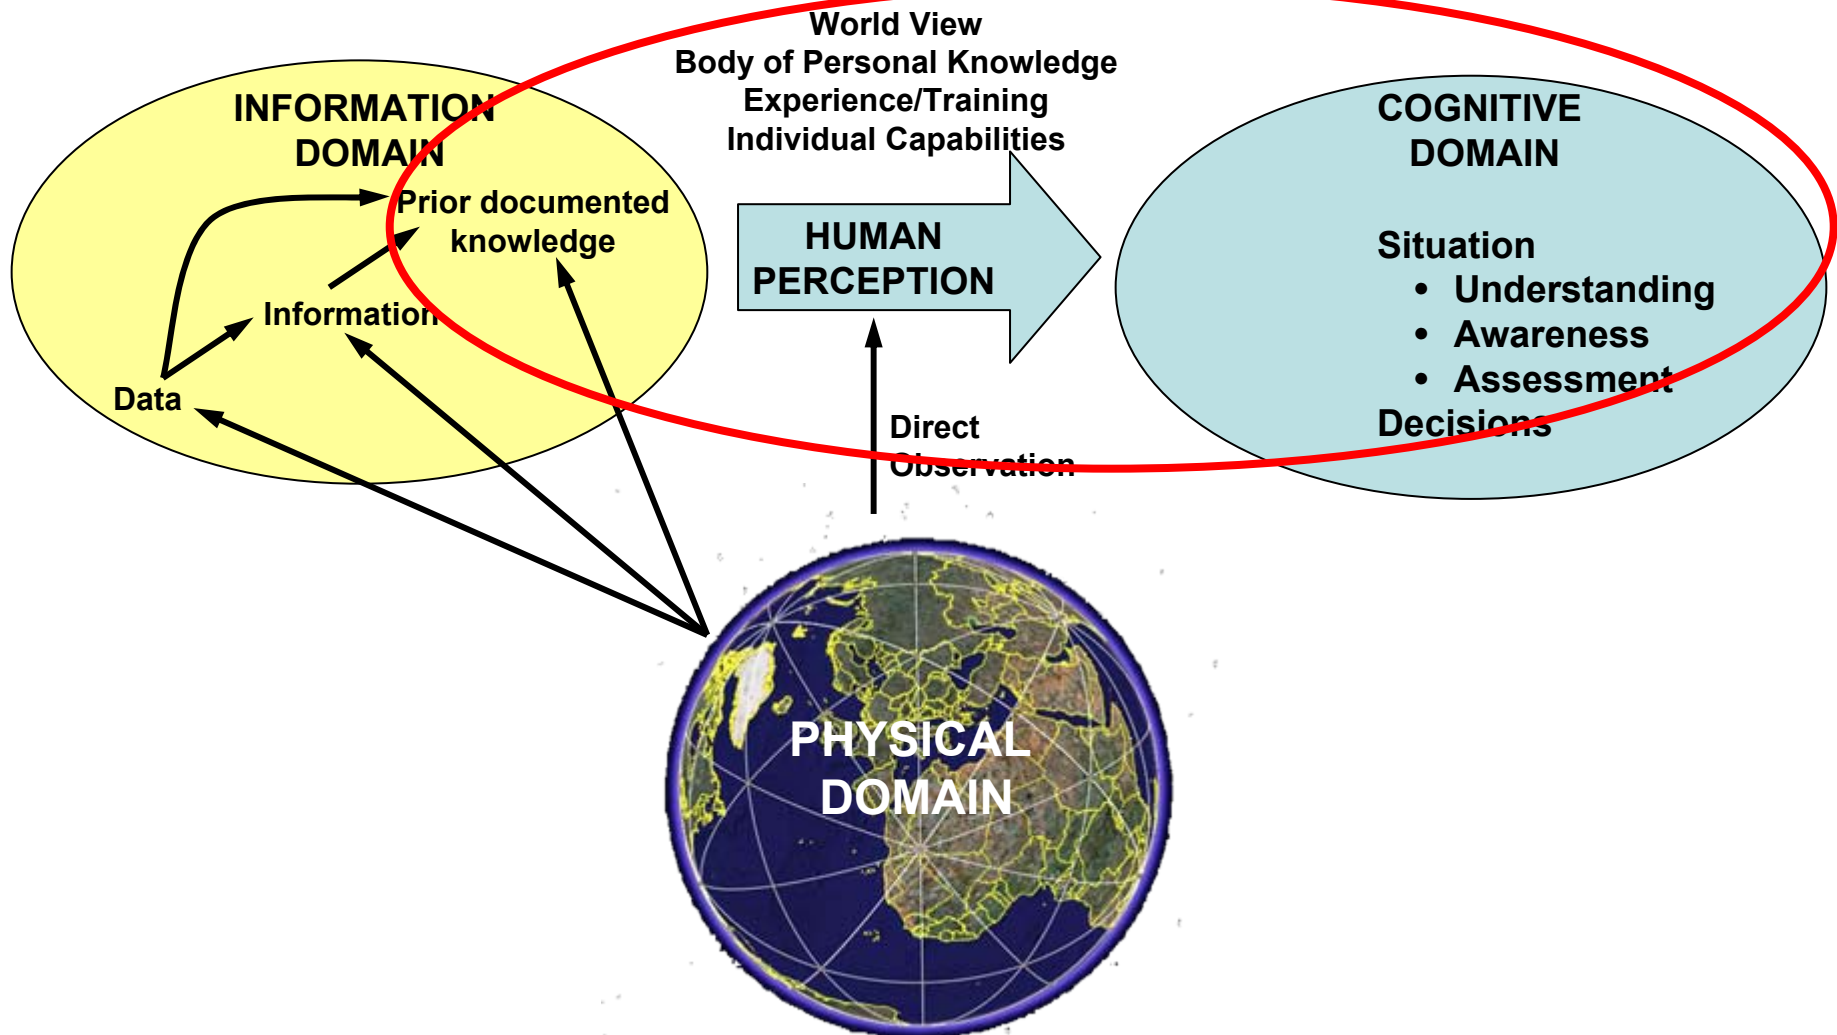 World View
Body of Personal Knowledge
Experience/Training
Individual Capabilities
INFORMATION
DOMAIN
Prior documented
knowledge
Information
Data
HUMAN
PERCEPTION
Direct
Observation
COGNITIVE
DOMAIN
Situation
• Understanding
• Awareness
• Assessment
Decisions
PHYSICAL
DOMAIN